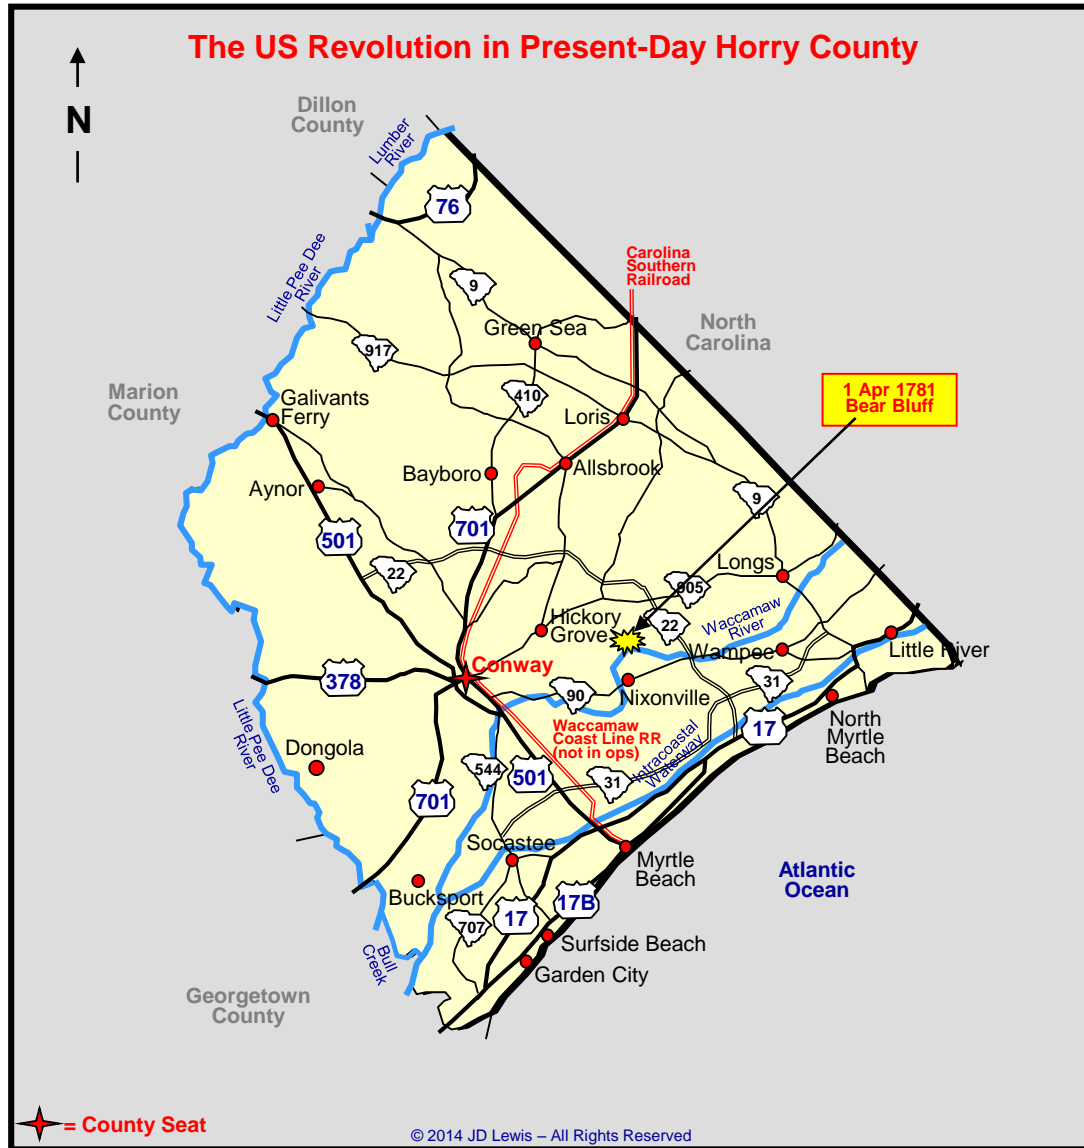 The US Revolution in Present-Day Horry County
N
Dillon
County
Lumber
River
76
Little Pee Dee
River
Carolina
Southern
Railroad
9
Green Sea
North
Carolina
917
Marion
County
Galivants
Ferry
410
Loris
1 Apr 1781
Bear Bluff
Bayboro
Allsbrook
Aynor
9
501
701
22
Longs
905
Hickory
Grove
22
Waccamaw
River
Wampee
Little River
Conway
378
90
Nixonville
31
Little Pee Dee
River
Waccamaw
Coast Line RR
(not in ops)
17
North
Myrtle
Beach
Dongola
544
501
31
Intracoastal
Waterway
701
Socastee
Myrtle
Beach
Atlantic
Ocean
Bucksport
17B
17
707
Surfside Beach
Bull
Creek
Garden City
Georgetown
County
= County Seat
© 2014 JD Lewis – All Rights Reserved